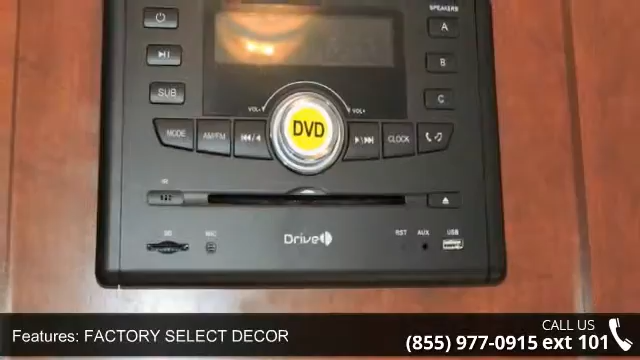 SPEAKERS
A
SUB
B
C
VOL▼
VOL+
DVD
MODE
AM/FM
CLOCK
IR
SD
MIC
Drive
RST
AUX
USB
CALL US
Features: FACTORY SELECT DECOR
(855) 977-0915 ext 101